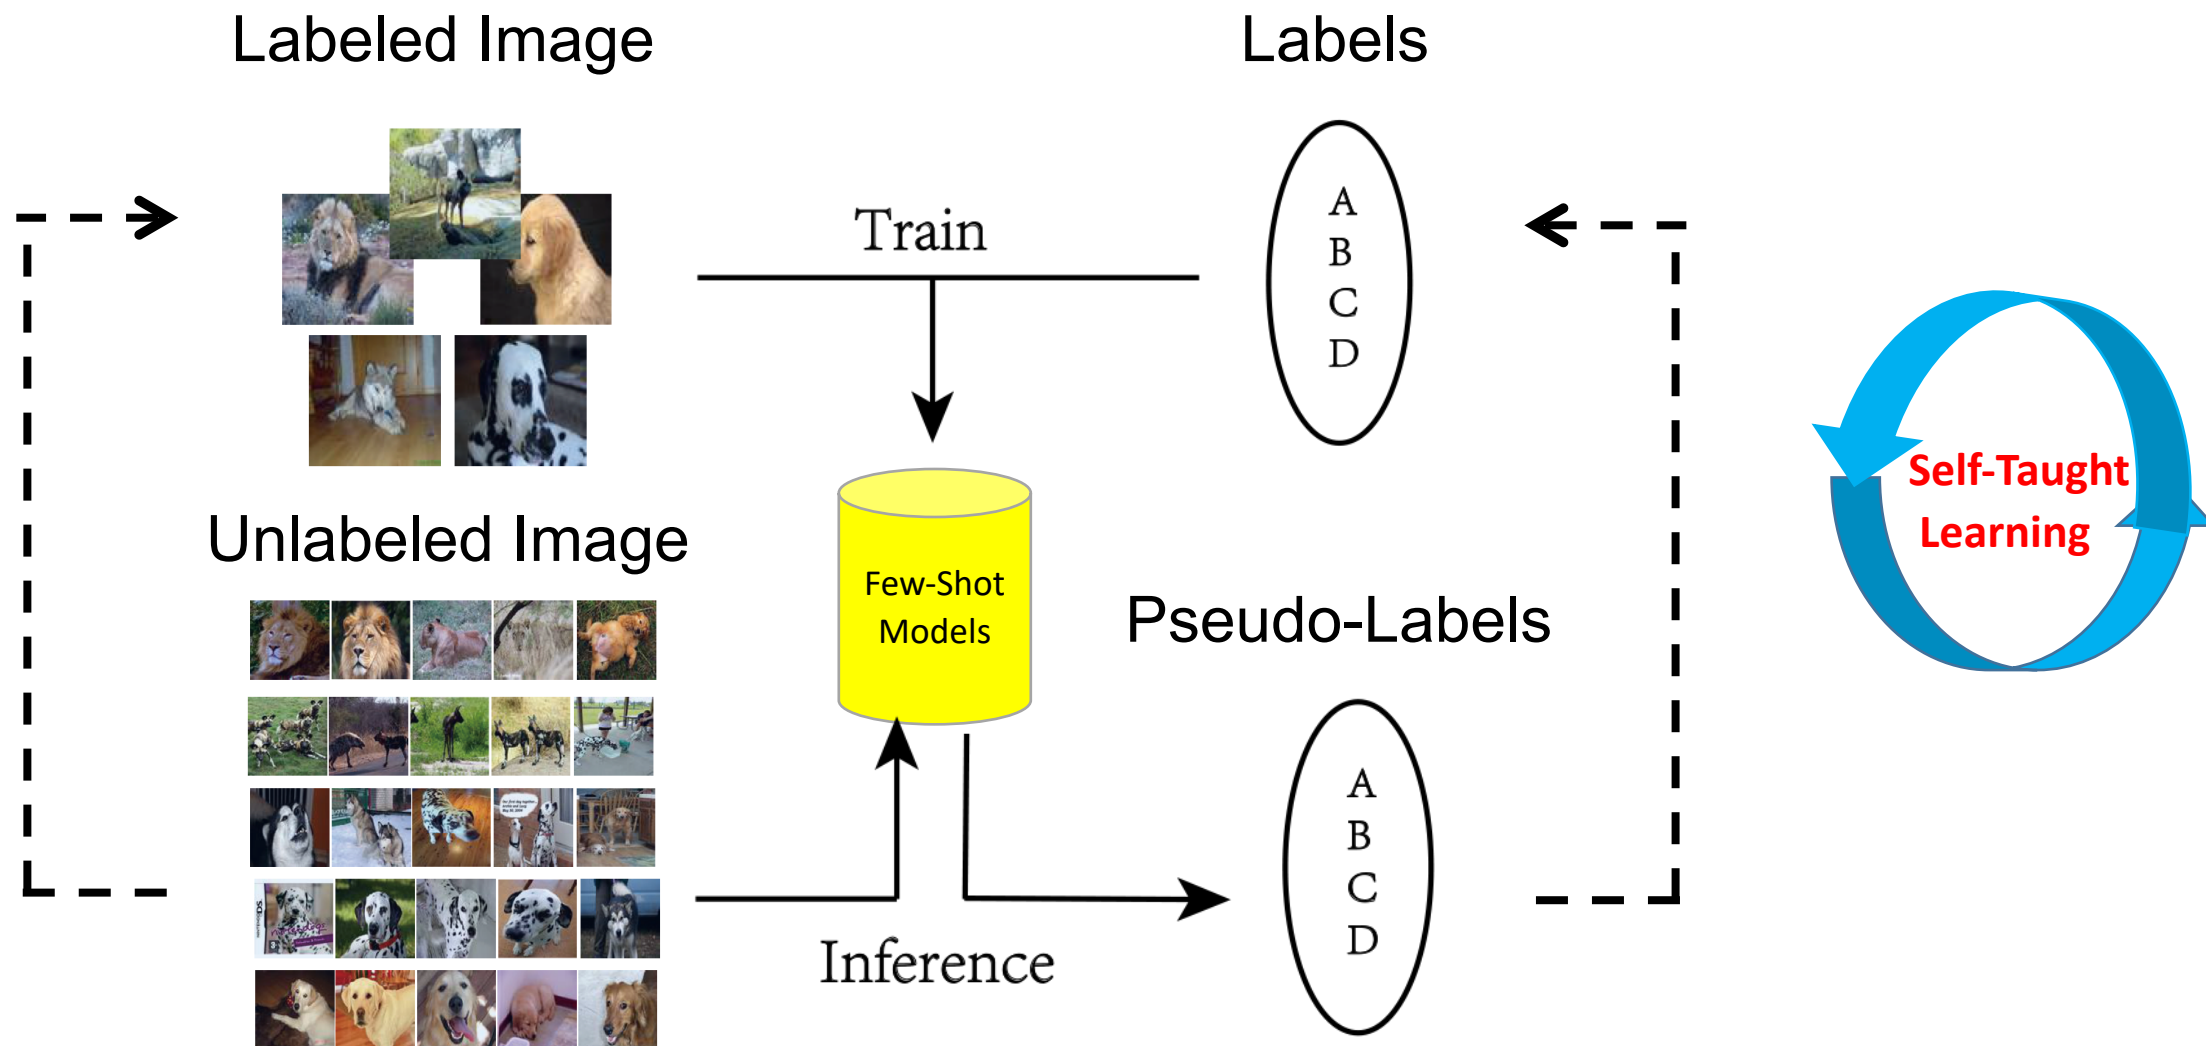 Labeled Image
Labels
Train
A
B
C
D
Self-Taught
Learning
Unlabeled Image
Few-Shot
Models
Pseudo-Labels
A
B
C
D
Inference